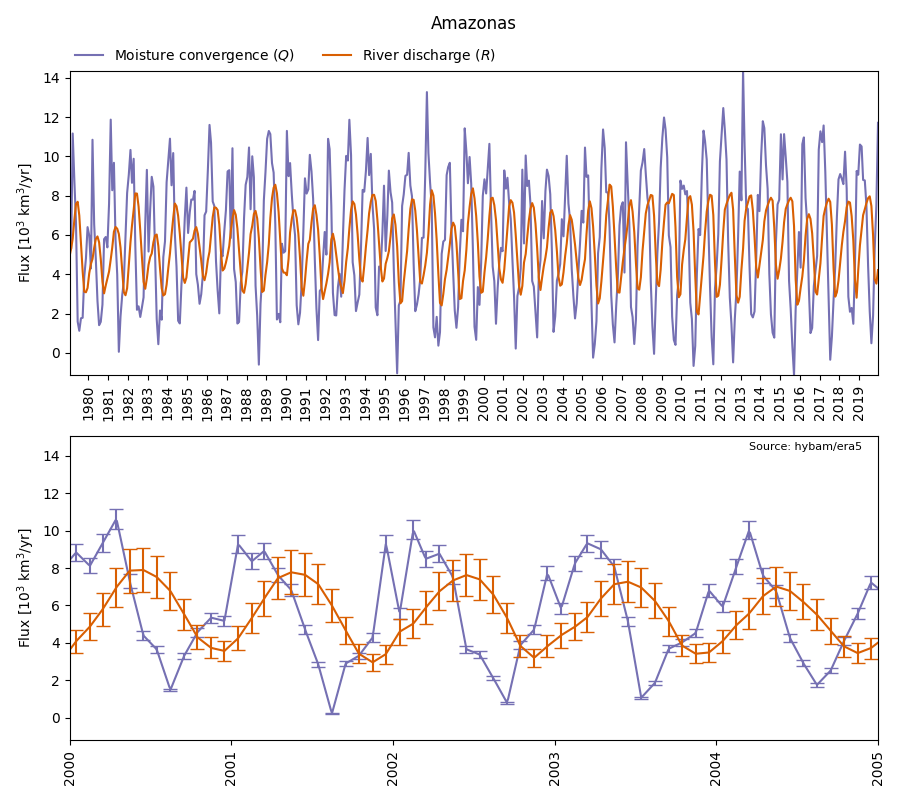 Amazonas
Moisture convergence (Q) River discharge (R)
Flux [10³ km³/yr]
14
12
10
8
6
4
2
0
1980 1981 1982 1983 1984 1985 1986 1987 1988 1989 1990 1991 1992 1993 1994 1995 1996 1997 1998 1999 2000 2001 2002 2003 2004 2005 2006 2007 2008 2009 2010 2011 2012 2013 2014 2015 2016 2017 2018 2019
Source: hybam/era5
Flux [10³ km³/yr]
14
12
10
8
6
4
2
0
2000 2001 2002 2003 2004 2005